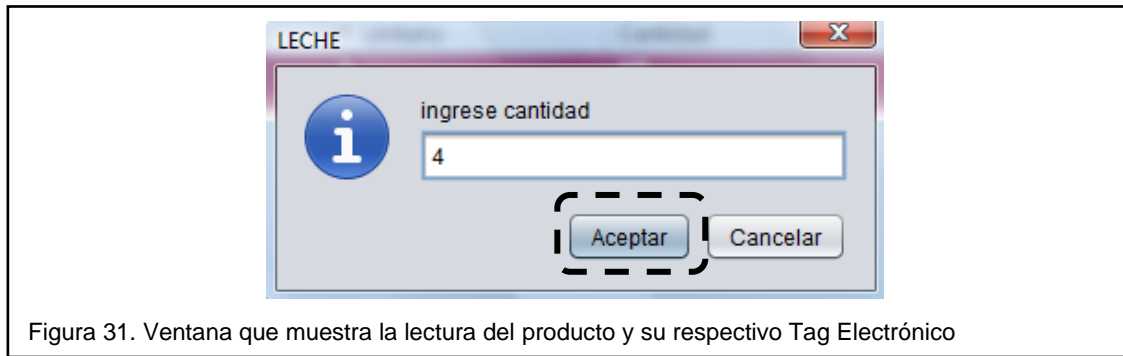 LECHE
ingrese cantidad
4
Aceptar Cancelar
Figura 31. Ventana que muestra la lectura del producto y su respectivo Tag Electrónico